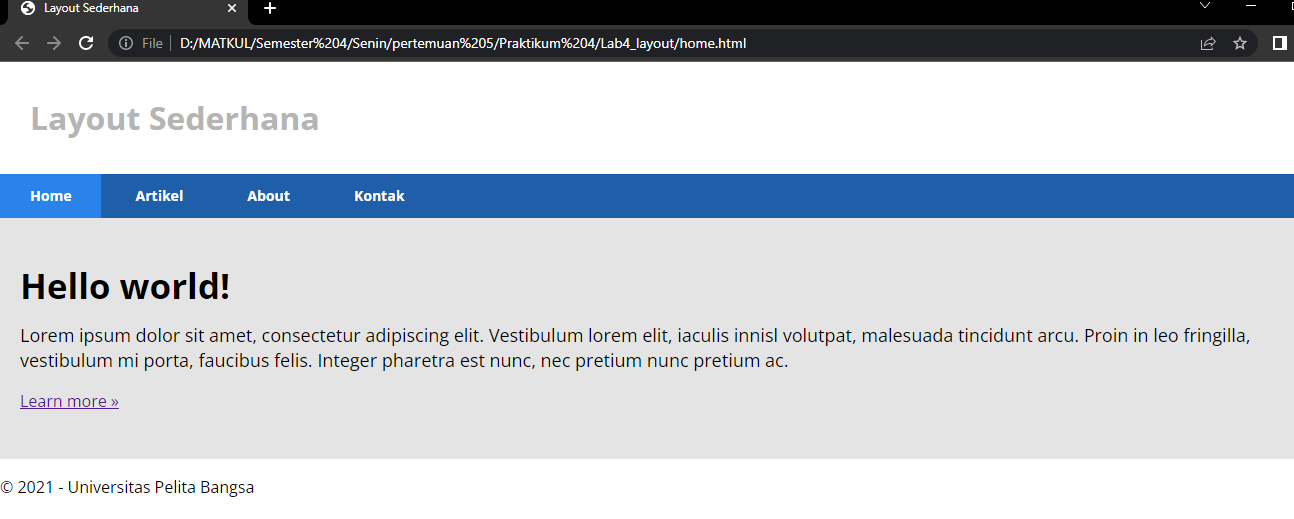 Layout Sederhana
File D:/MATKUL/Semester%204/Senin/pertemuan%205/Praktikum%204/Lab4_layout/home.html
Layout Sederhana
Home Artikel About Kontak
Hello world!
Lorem ipsum dolor sit amet, consectetur adipiscing elit. Vestibulum lorem elit, iaculis innisl volutpat, malesuada tincidunt arcu. Proin in leo fringilla,
vestibulum mi porta, faucibus felis. Integer pharetra est nunc, nec pretium nunc pretium ac.
Learn more »
© 2021 - Universitas Pelita Bangsa